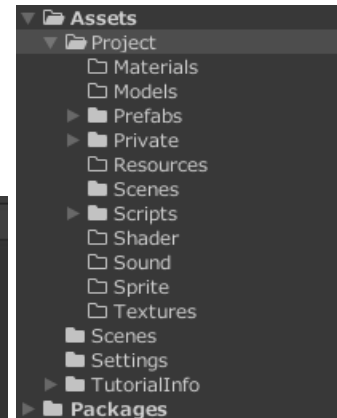 Assets
Project
Materials
Models
Prefabs
Private
Resources
Scenes
Scripts
Shader
Sound
Sprite
Textures
Scenes
Settings
TutorialInfo
Packages